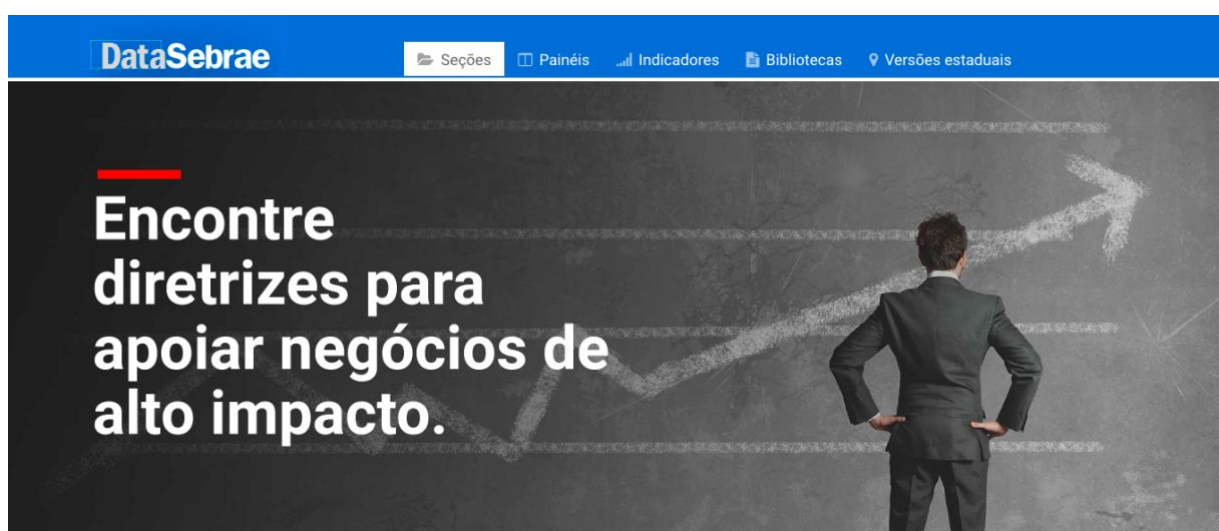 DataSebrae
Seções Painéis Indicadores Bibliotecas Versões estaduais
Encontre
diretrizes para
apoiar negócios de
alto impacto.